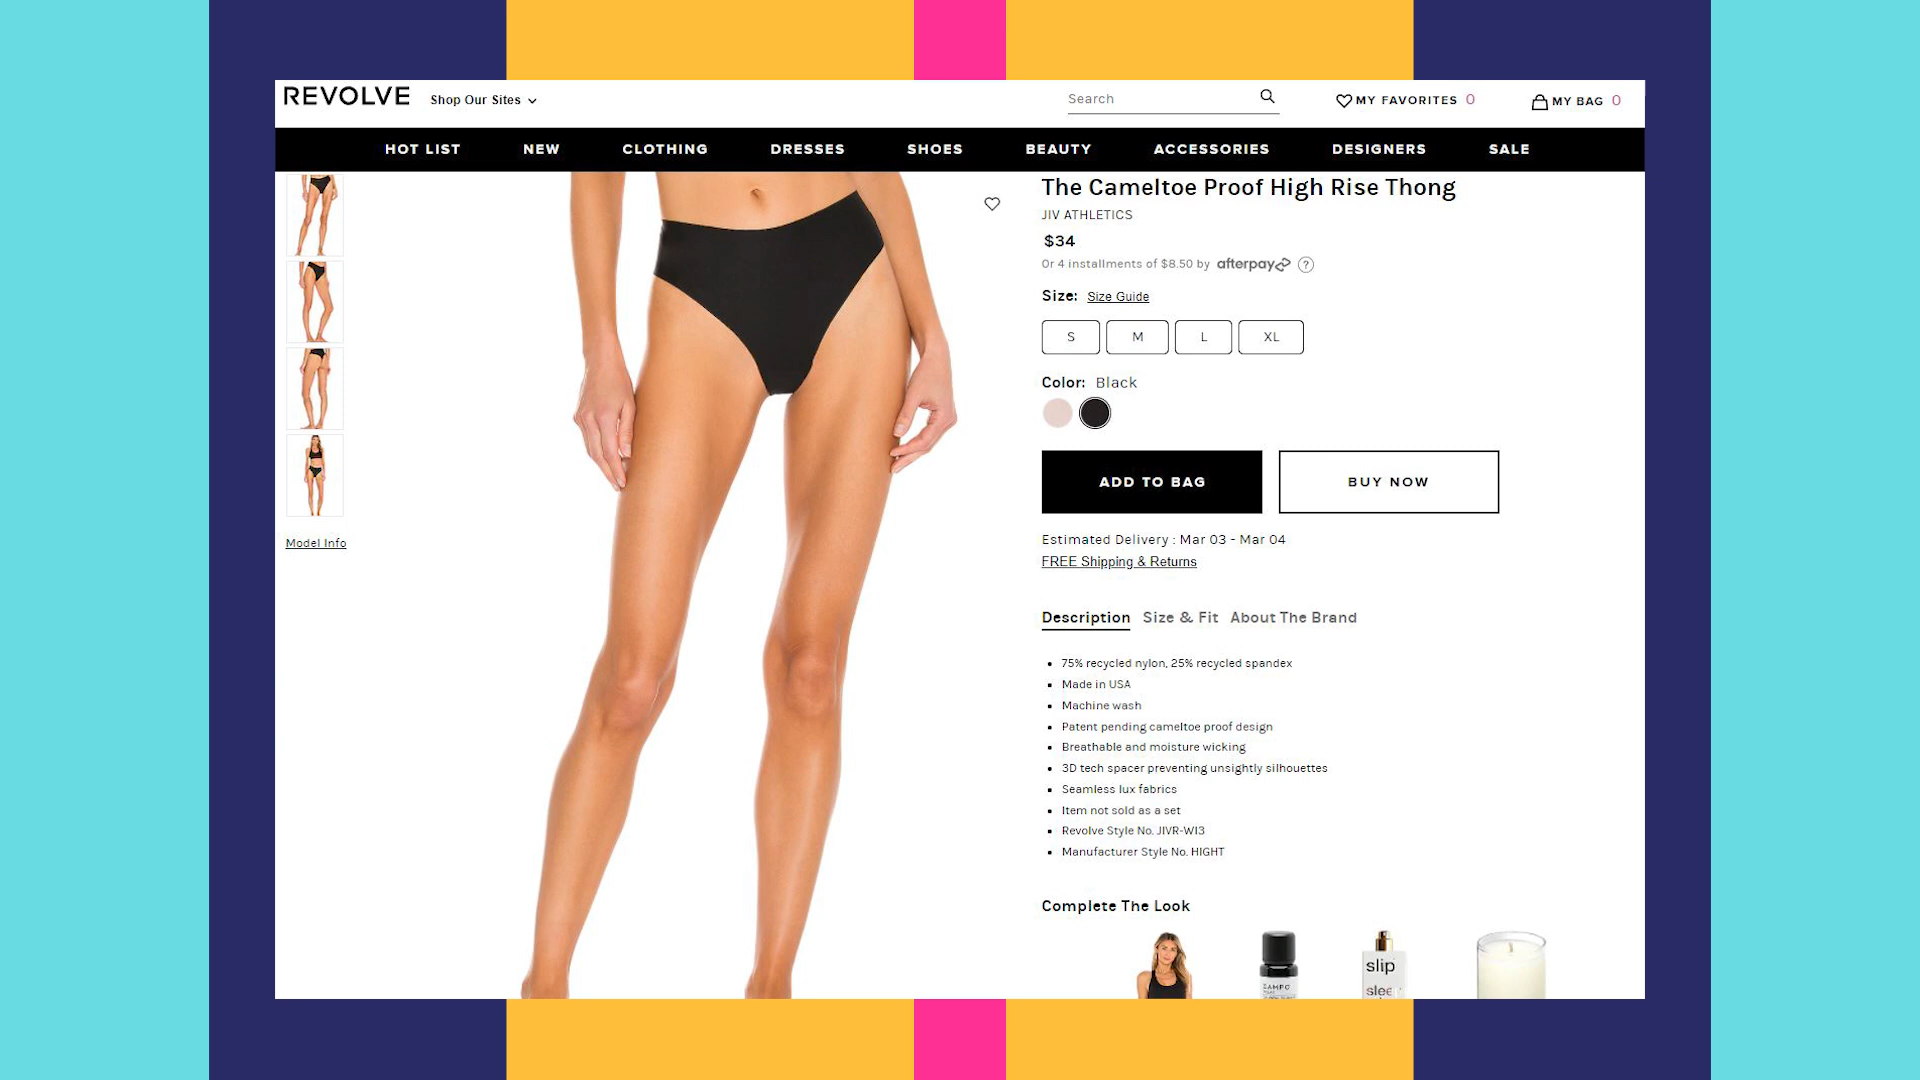 REVOLVE
Shop Our Sites
Search
MY FAVORITES 0
MY BAG 0
HOT LIST
NEW
CLOTHING
DRESSES
SHOES
BEAUTY
ACCESSORIES
DESIGNERS
SALE
Model Info
The Cameltoe Proof High Rise Thong
JIV ATHLETICS
$34
Or 4 installments of $8.50 by afterpay ?
Size: Size Guide
S M L XL
Color: Black
ADD TO BAG
BUY NOW
Estimated Delivery : Mar 03 - Mar 04
FREE Shipping & Returns
Description Size & Fit About The Brand
75% recycled nylon, 25% recycled spandex
Made in USA
Machine wash
Patent pending cameltoe proof design
Breathable and moisture wicking
3D tech spacer preventing unsightly silhouettes
Seamless lux fabrics
Item not sold as a set
Revolve Style No. JIVR-WI3
Manufacturer Style No. HIGHT
Complete The Look
slip